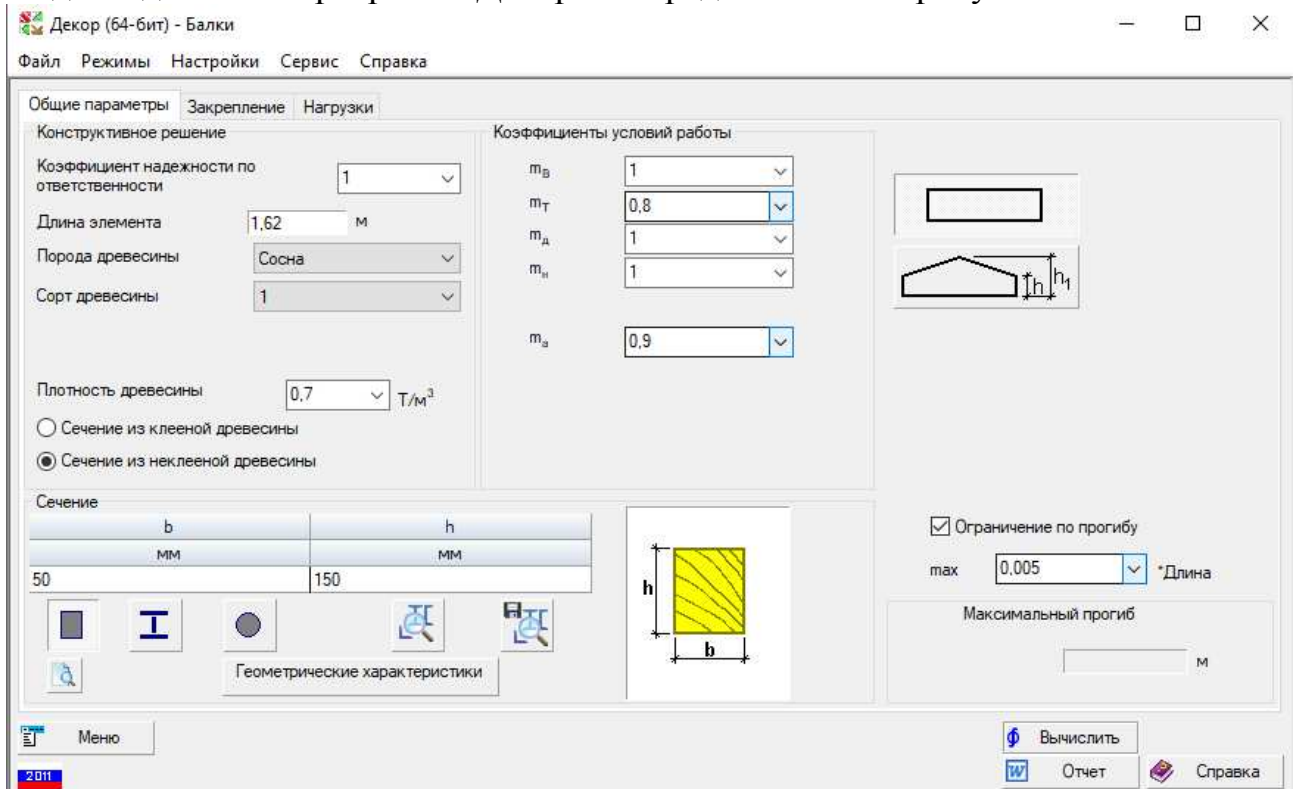 Декор (64-бит) - Балки
Файл Режимы Настройки Сервис Справка
Общие параметры Закрепление Нагрузки
Конструктивное решение
Коэффициент надежности по ответственности 1
Длина элемента 1,62 м
Порода древесины Сосна
Сорт древесины 1
Плотность древесины 0,7 Т/м³
Сечение из клееной древесины
Сечение из неклееной древесины
Коэффициенты условий работы
mВ 1
mТ 0,8
mд 1
mн 1
mа 0,9
h h1
Сечение
b h
мм мм
50 150
h
b
Геометрические характеристики
Ограничение по прогибу
max 0,005 *Длина
Максимальный прогиб
м
Меню
Вычислить
2011
W Отчет
Справка